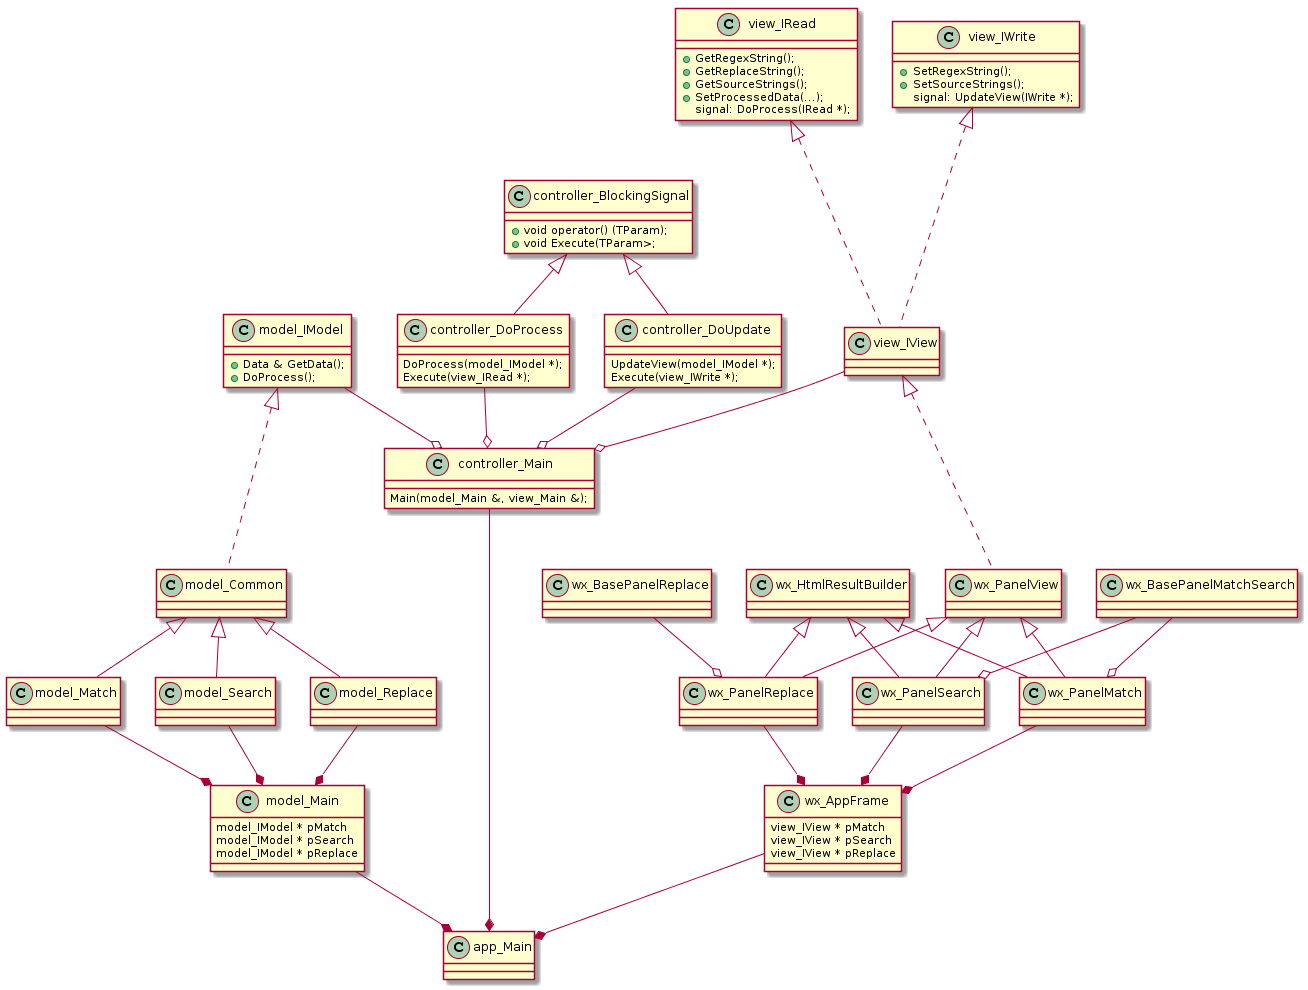 C view_IRead
GetRegexString();
GetReplaceString();
GetSourceStrings();
SetProcessedData(...);
signal: DoProcess(IRead *);
C view_IWrite
SetRegexString();
SetSourceStrings();
signal: UpdateView(IWrite *);
C controller_BlockingSignal
void operator() (TParam);
void Execute(TParam>;
C model_IModel
Data & GetData();
DoProcess();
C controller_DoProcess
DoProcess(model_IModel *);
Execute(view_IRead *);
C controller_DoUpdate
UpdateView(model_IModel *);
Execute(view_IWrite *);
C view_IView
C controller_Main
Main(model_Main &, view_Main &);
C model_Common
C wx_BasePanelReplace
C wx_HtmlResultBuilder
C wx_PanelView
C wx_BasePanelMatchSearch
C model_Match
C model_Search
C model_Replace
C wx_PanelReplace
C wx_PanelSearch
C wx_PanelMatch
C model_Main
model_IModel * pMatch
model_IModel * pSearch
model_IModel * pReplace
C wx_AppFrame
view_IView * pMatch
view_IView * pSearch
view_IView * pReplace
C app_Main